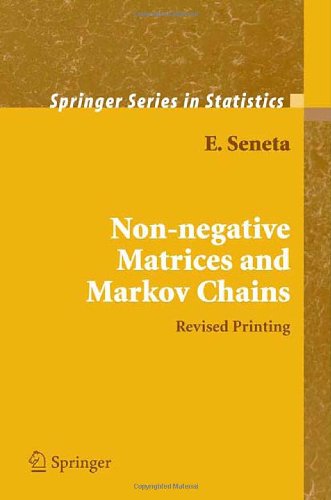 Springer Series in Statistics
E. Seneta
Non-negative
Matrices and
Markov Chains
Revised Printing
Springer